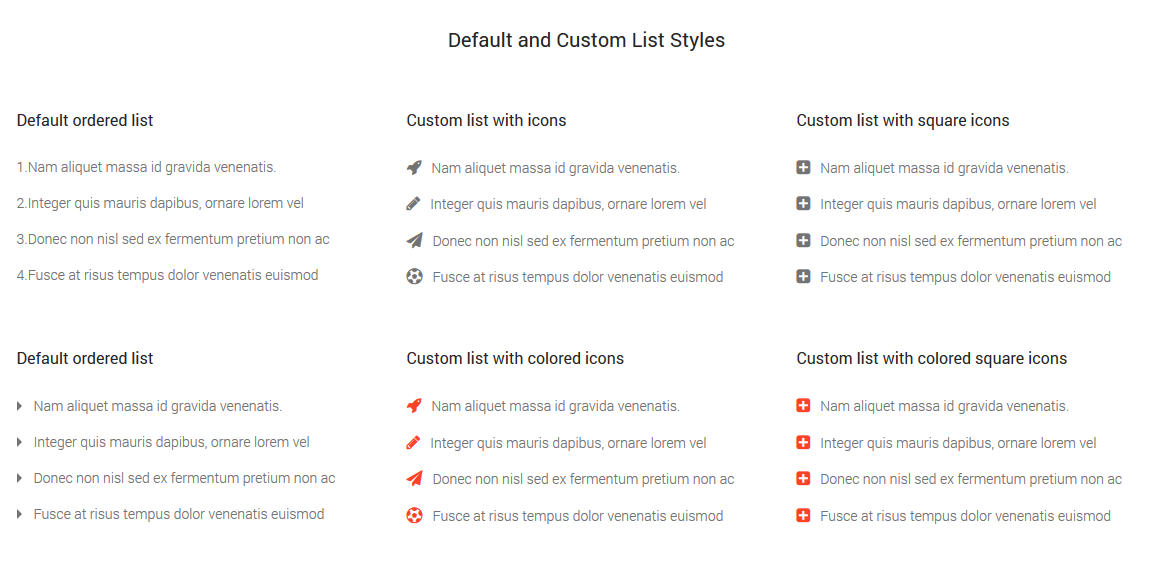 Default and Custom List Styles
Default ordered list
1.Nam aliquet massa id gravida venenatis.
2.Integer quis mauris dapibus, ornare lorem vel
3.Donec non nisl sed ex fermentum pretium non ac
4.Fusce at risus tempus dolor venenatis euismod
Custom list with icons
Nam aliquet massa id gravida venenatis.
Integer quis mauris dapibus, ornare lorem vel
Donec non nisl sed ex fermentum pretium non ac
Fusce at risus tempus dolor venenatis euismod
Custom list with square icons
Nam aliquet massa id gravida venenatis.
Integer quis mauris dapibus, ornare lorem vel
Donec non nisl sed ex fermentum pretium non ac
Fusce at risus tempus dolor venenatis euismod
Default ordered list
Nam aliquet massa id gravida venenatis.
Integer quis mauris dapibus, ornare lorem vel
Donec non nisl sed ex fermentum pretium non ac
Fusce at risus tempus dolor venenatis euismod
Custom list with colored icons
Nam aliquet massa id gravida venenatis.
Integer quis mauris dapibus, ornare lorem vel
Donec non nisl sed ex fermentum pretium non ac
Fusce at risus tempus dolor venenatis euismod
Custom list with colored square icons
Nam aliquet massa id gravida venenatis.
Integer quis mauris dapibus, ornare lorem vel
Donec non nisl sed ex fermentum pretium non ac
Fusce at risus tempus dolor venenatis euismod